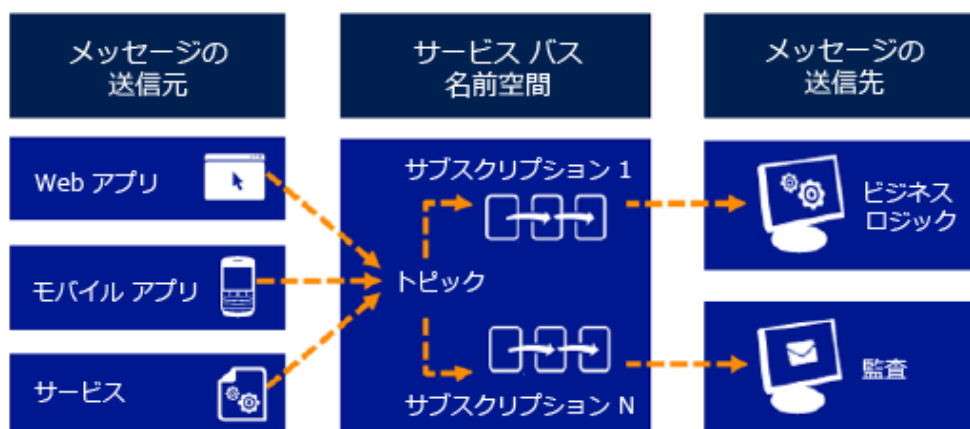 メッセージの
送信元
サービス バス
名前空間
メッセージの
送信先
Web アプリ
モバイル アプリ
サービス
サブスクリプション 1
トピック
サブスクリプション N
ビジネス
ロジック
監査